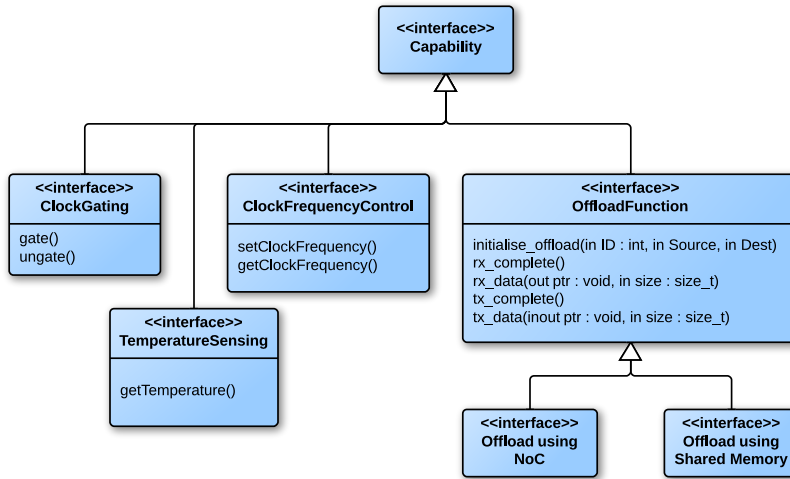 <<interface>>
Capability
<<interface>>
ClockGating
gate()
ungate()
<<interface>>
ClockFrequencyControl
setClockFrequency()
getClockFrequency()
<<interface>>
OffloadFunction
initialise_offload(in ID : int, in Source, in Dest)
rx_complete()
rx_data(out ptr : void, in size : size_t)
tx_complete()
tx_data(inout ptr : void, in size : size_t)
<<interface>>
TemperatureSensing
getTemperature()
<<interface>>
Offload using
NoC
<<interface>>
Offload using
Shared Memory